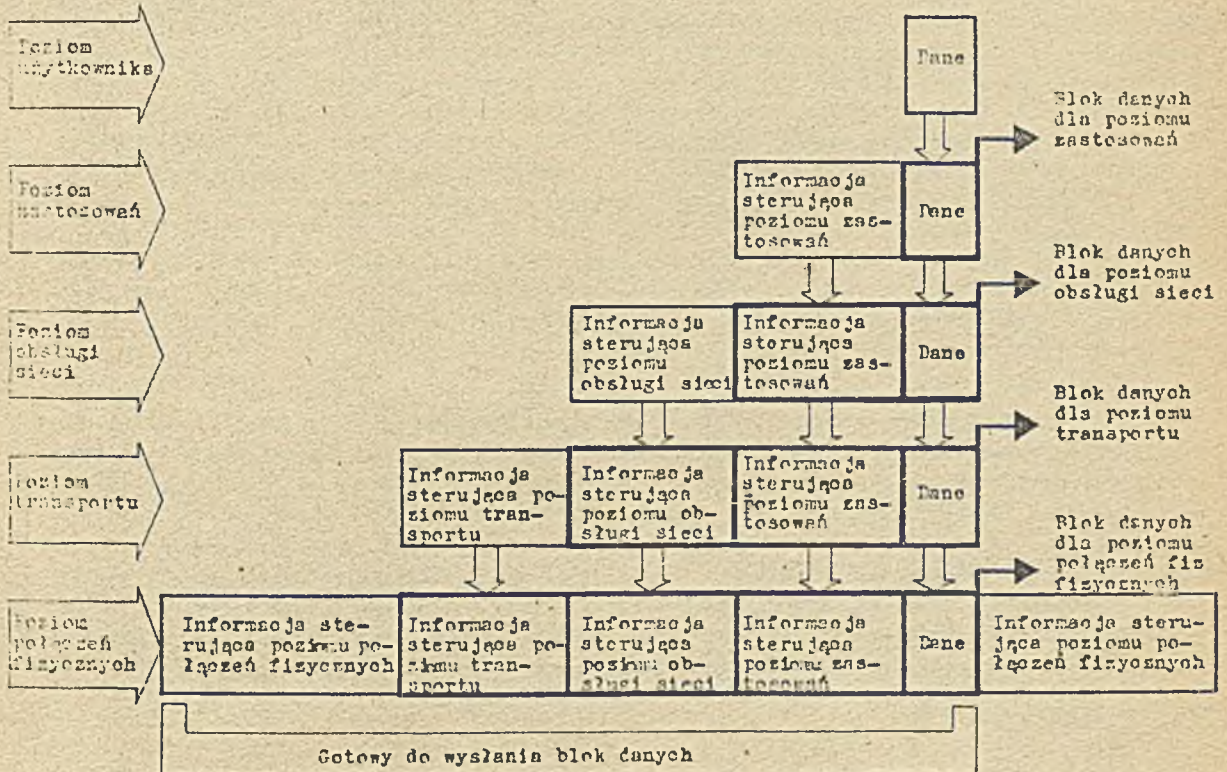 Poziom
użytkownika
Dane
Blok danych
dla poziomu
zastosowań
Poziom
zastosowań
Informacja
sterująca
poziomu zas-
tosowań
Dane
Blok danych
dla poziomu
obsługi sieci
Poziom
obsługi
sieci
Informacja
sterująca
poziomu
obsługi sieci
Informacja
sterująca
poziomu zas-
tosowań
Dane
Blok danych
dla poziomu
transportu
Poziom
transportu
Informacja
sterująca po-
ziomu tran-
sportu
Informacja
sterująca
poziomu ob-
sługi sieci
Informacja
sterująca
poziomu zas-
tosowań
Dane
Blok danych
dla poziomu
połączeń fiz
fizycznych
Poziom
połączeń
fizycznych
Informacja ste-
rująca poziomu po-
łączeń fizycznych
Informacja
sterująca po-
ziomu tran-
sportu
Informacja
sterująca
poziomu ob-
sługi sieci
Informacja
sterująca
poziomu zas-
tosowań
Dane
Informacja steru-
jąca poziomu po-
łączeń fizycznych
Gotowy do wysłania blok danych